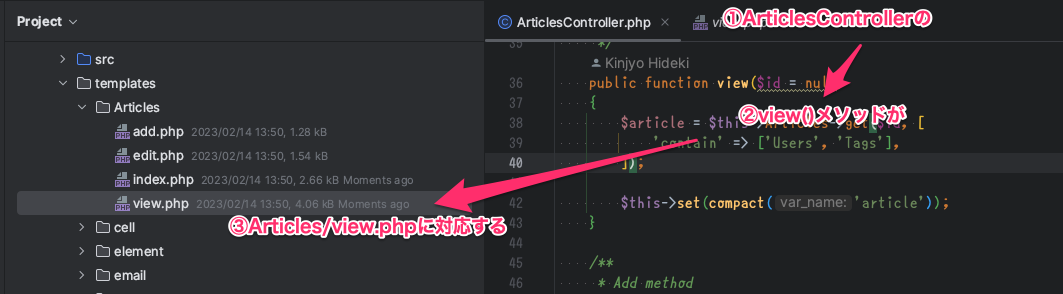 Project
src
templates
Articles
add.php 2023/02/14 13:50, 1.28 kB
edit.php 2023/02/14 13:50, 1.54 kB
index.php 2023/02/14 13:50, 2.66 kB Moments ago
view.php 2023/02/14 13:50, 4.06 kB Moments ago
cell
element
email
ArticlesController.php
①ArticlesControllerの
②view()メソッドが
③Articles/view.phpに対応する
35 */
Kinjyo Hideki
36 public function view($id = nu
37 {
38 $article = $this
39 'contain' => ['Users', 'Tags'],
40 ]);
42 $this->set(compact( var_name: 'article'));
43 }
45 /**
46 * Add method